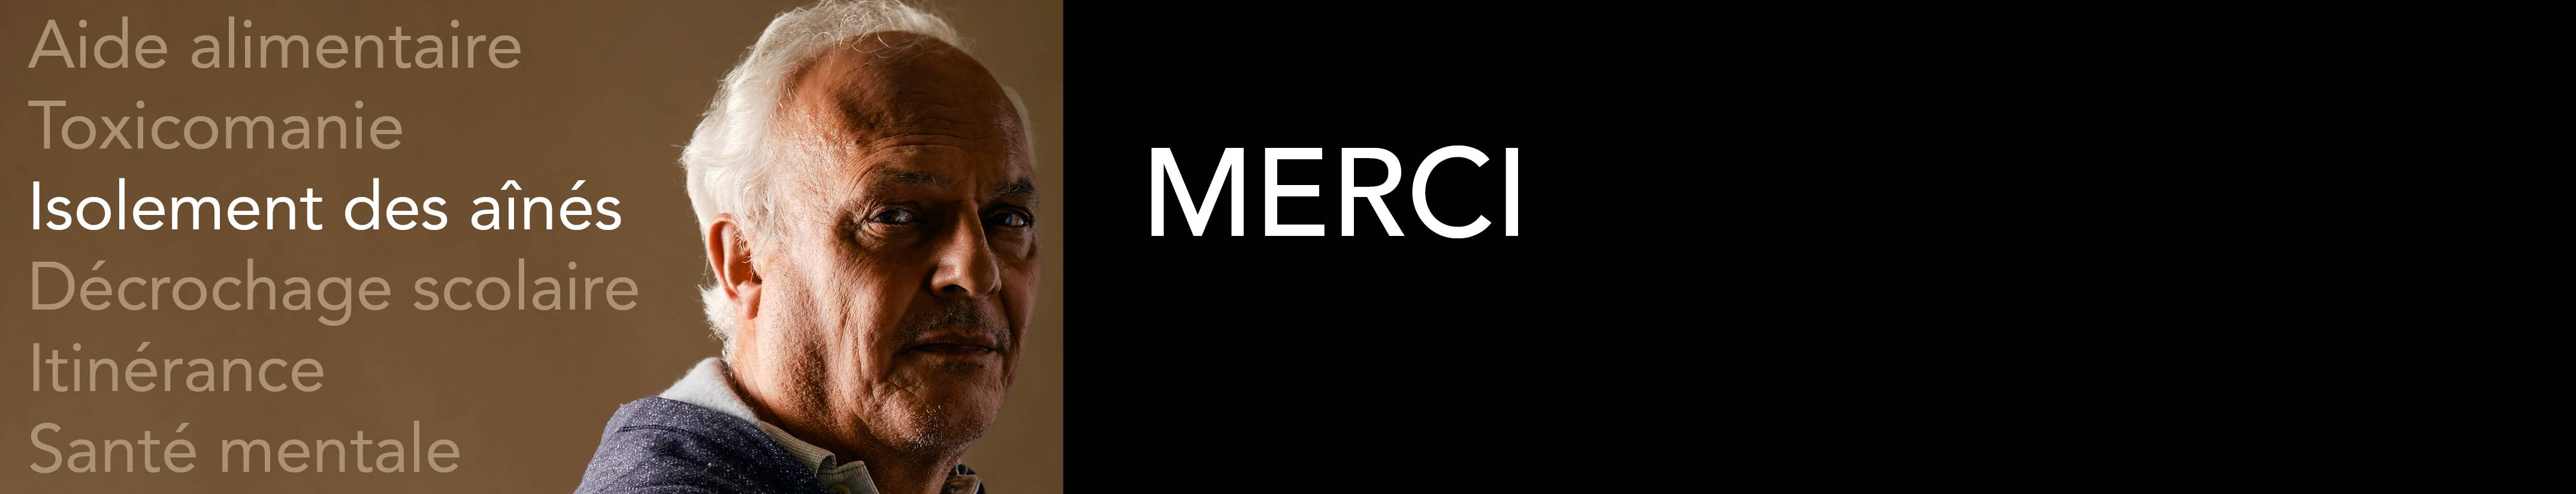 Aide alimentaire
Toxicomanie
Isolement des aînés
Décrochage scolaire
Itinérance
Santé mentale
MERCI